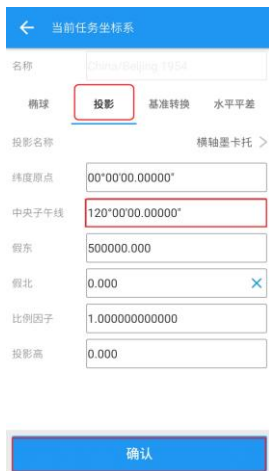 ← 当前任务坐标系
名称 China/Beijing 1954
椭球 投影 基准转换 水平平差
投影名称 横轴墨卡托 >
纬度原点 00°00'00.00000"
中央子午线 120°00'00.00000"
假东 500000.000
假北 0.000 ×
比例因子 1.000000000000
投影高 0.000
确认